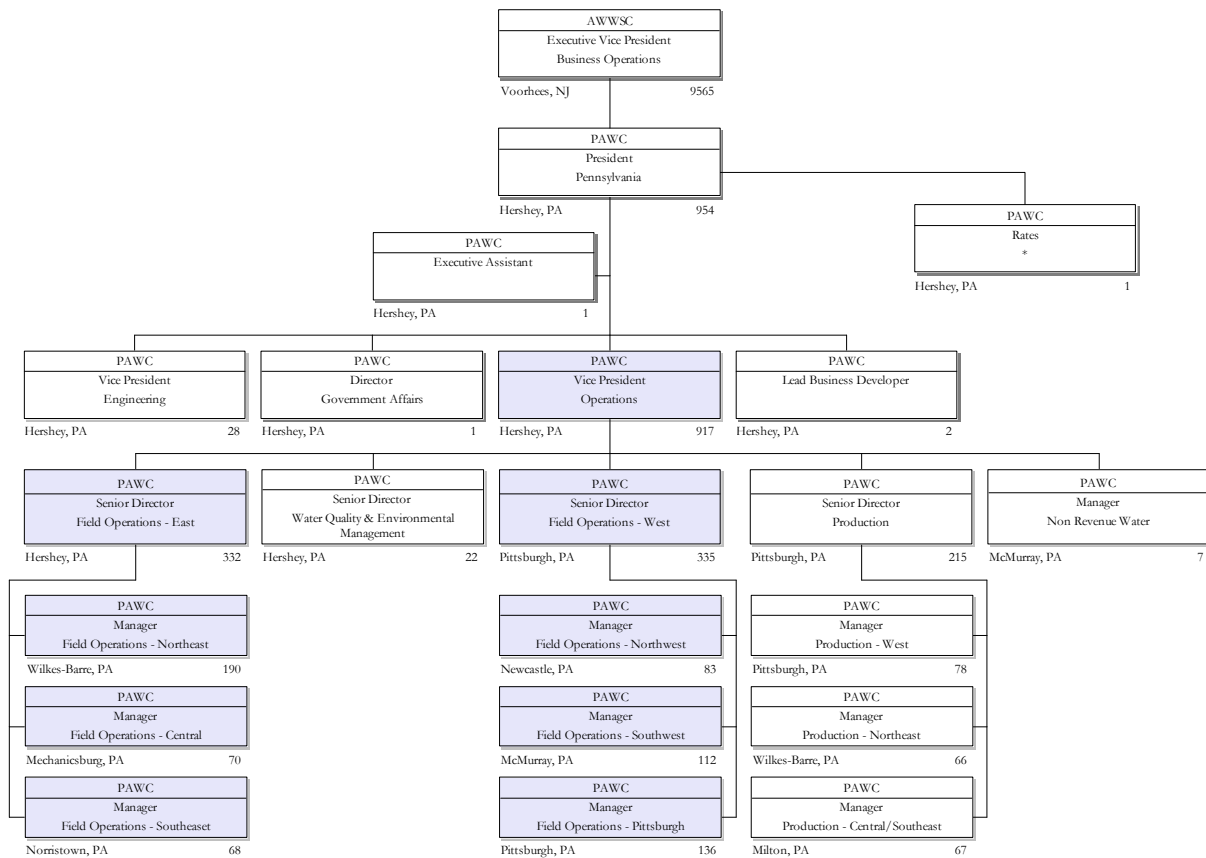 AWWSC
Executive Vice President
Business Operations
Voorhees, NJ 9565
PAWC
President
Pennsylvania
Hershey, PA 954
PAWC
Rates
*
Hershey, PA 1
PAWC
Executive Assistant
Hershey, PA 1
PAWC
Vice President
Engineering
Hershey, PA 28
PAWC
Director
Government Affairs
Hershey, PA 1
PAWC
Vice President
Operations
Hershey, PA 917
PAWC
Lead Business Developer
Hershey, PA 2
PAWC
Senior Director
Field Operations - East
Hershey, PA 332
PAWC
Senior Director
Water Quality & Environmental
Management
Hershey, PA 22
PAWC
Senior Director
Field Operations - West
Pittsburgh, PA 335
PAWC
Senior Director
Production
Pittsburgh, PA 215
PAWC
Manager
Non Revenue Water
McMurray, PA 7
PAWC
Manager
Field Operations - Northeast
Wilkes-Barre, PA 190
PAWC
Manager
Field Operations - Central
Mechanicsburg, PA 70
PAWC
Manager
Field Operations - Southeaset
Norristown, PA 68
PAWC
Manager
Field Operations - Northwest
Newcastle, PA 83
PAWC
Manager
Field Operations - Southwest
McMurray, PA 112
PAWC
Manager
Field Operations - Pittsburgh
Pittsburgh, PA 136
PAWC
Manager
Production - West
Pittsburgh, PA 78
PAWC
Manager
Production - Northeast
Wilkes-Barre, PA 66
PAWC
Manager
Production - Central/Southeast
Milton, PA 67